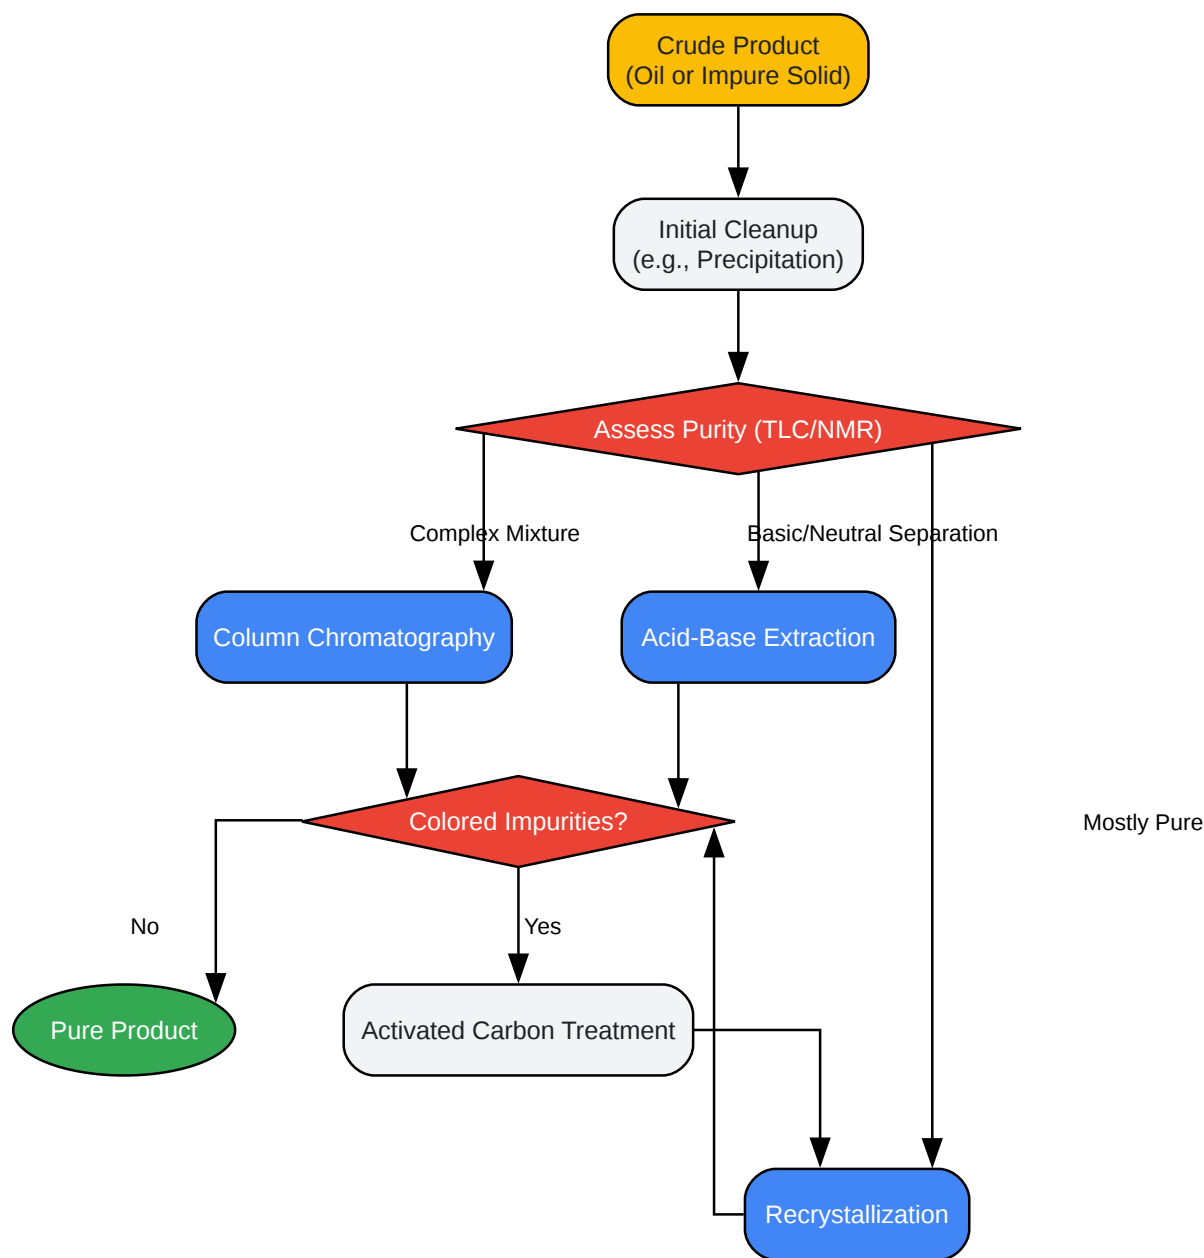 Crude Product
(Oil or Impure Solid)
Initial Cleanup
(e.g., Precipitation)
Assess Purity (TLC/NMR)
Complex Mixture
Basic/Neutral Separation
Column Chromatography
Acid-Base Extraction
Colored Impurities?
Mostly Pure
No
Yes
Pure Product
Activated Carbon Treatment
Recrystallization